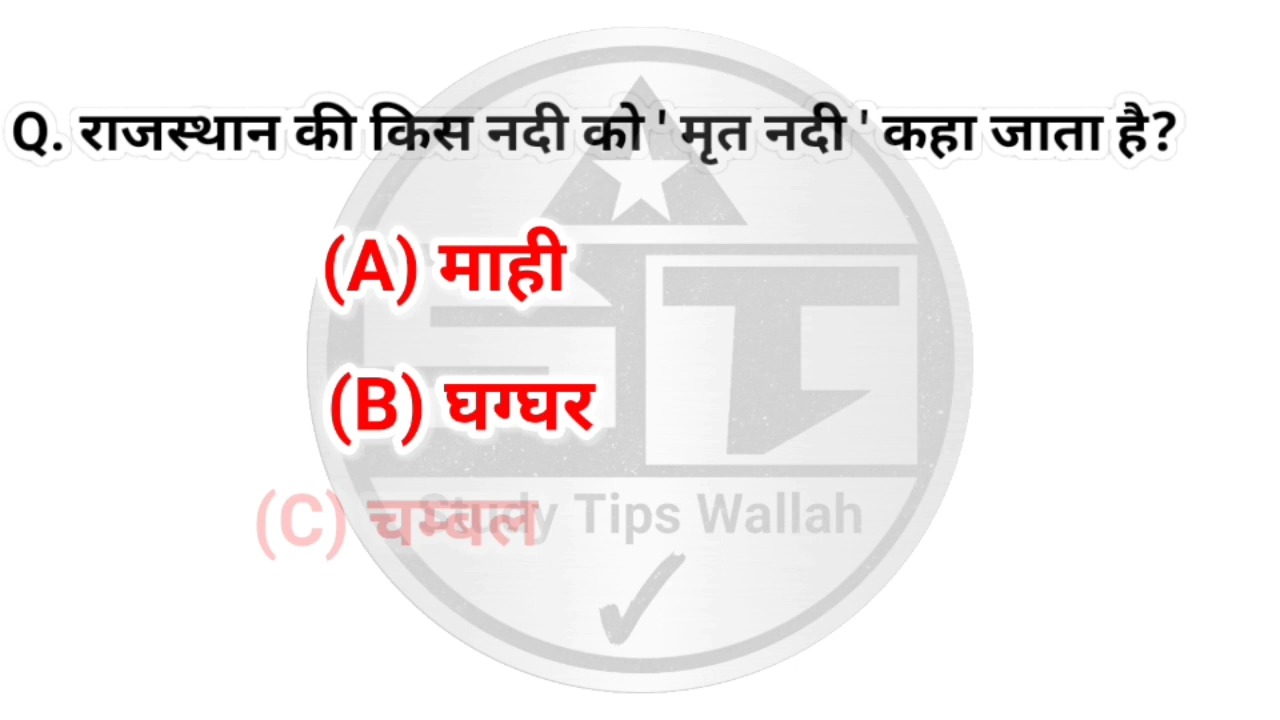 Q. राजस्थान की किस नदी को ' मृत नदी ' कहा जाता है?
(A) माही
(B) घग्घर
(C) चम्बल
Study Tips Wallah